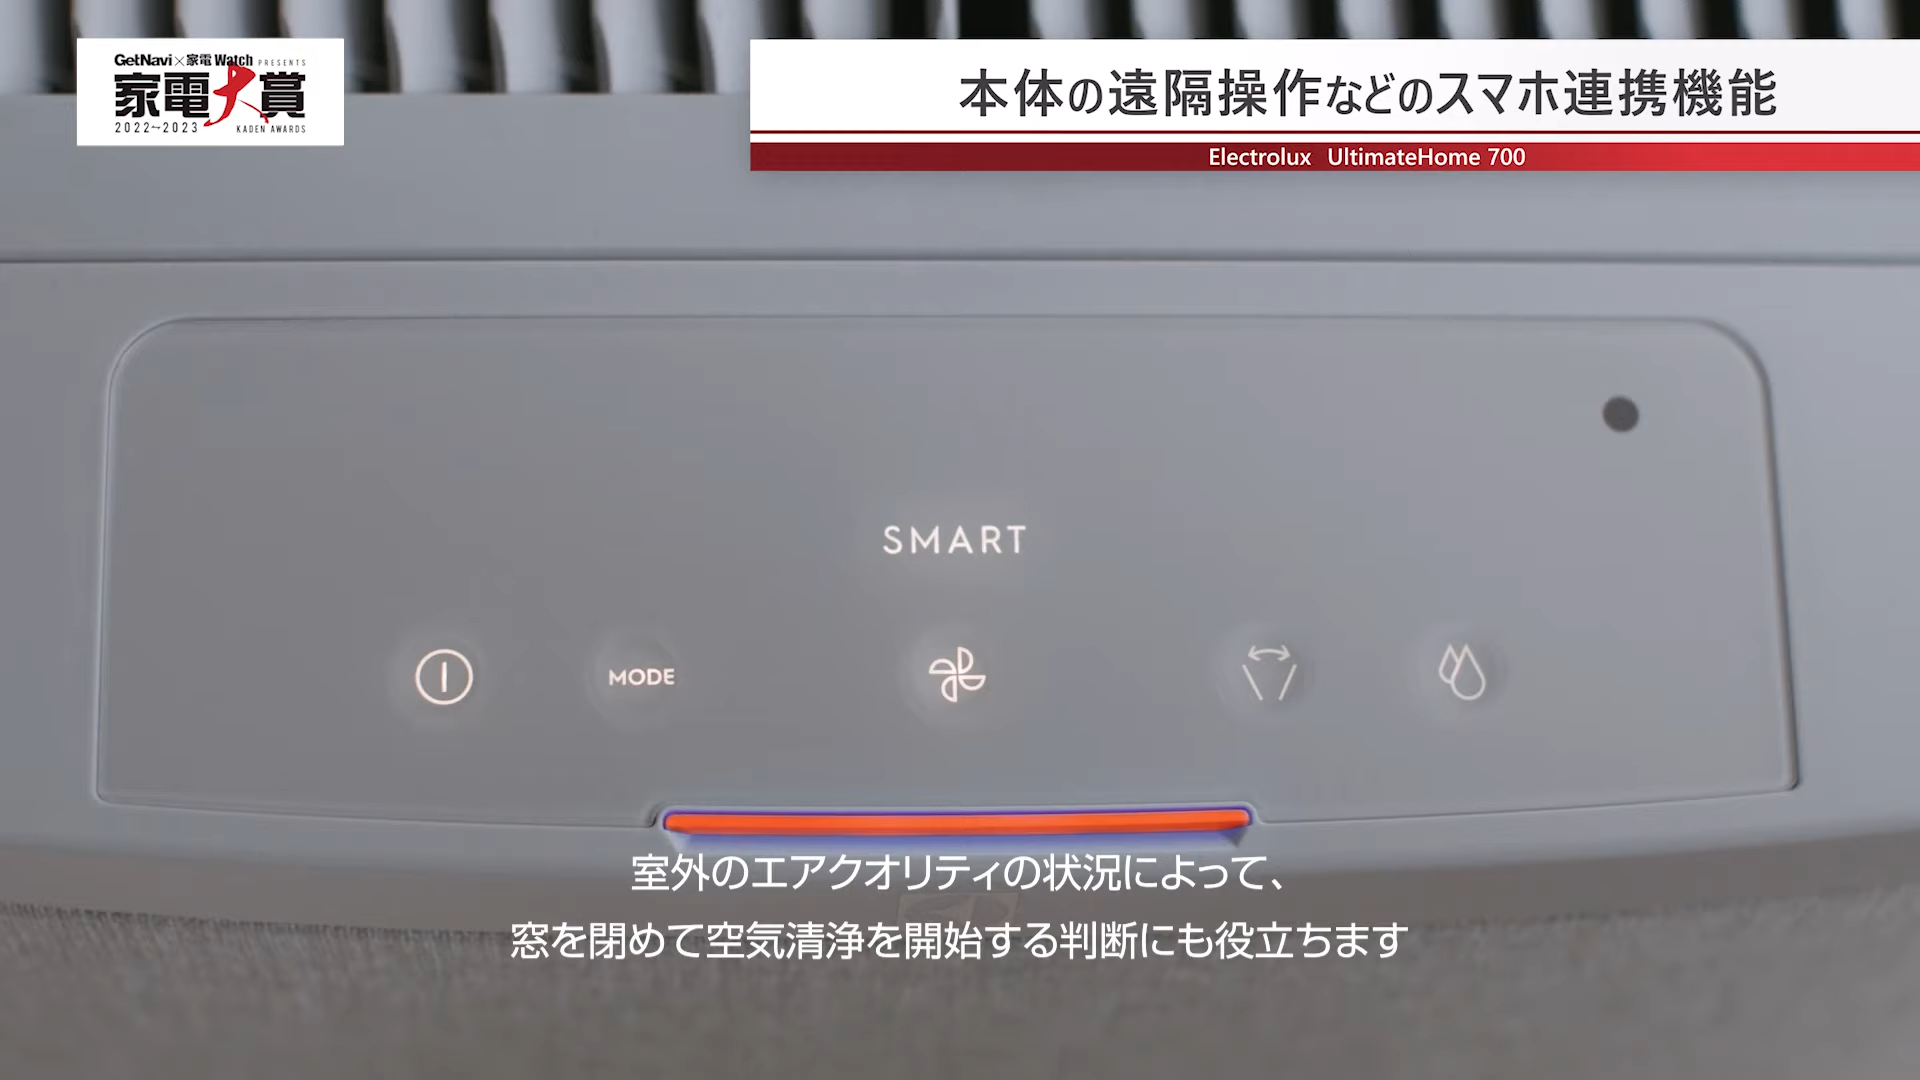 GetNavi×家電 Watch PRESENTS
家電大賞
2022~2023 KADEN AWARDS
本体の遠隔操作などのスマホ連携機能
Electrolux UltimateHome 700
SMART
MODE
室外のエアクオリティの状況によって、
窓を閉めて空気清浄を開始する判断にも役立ちます